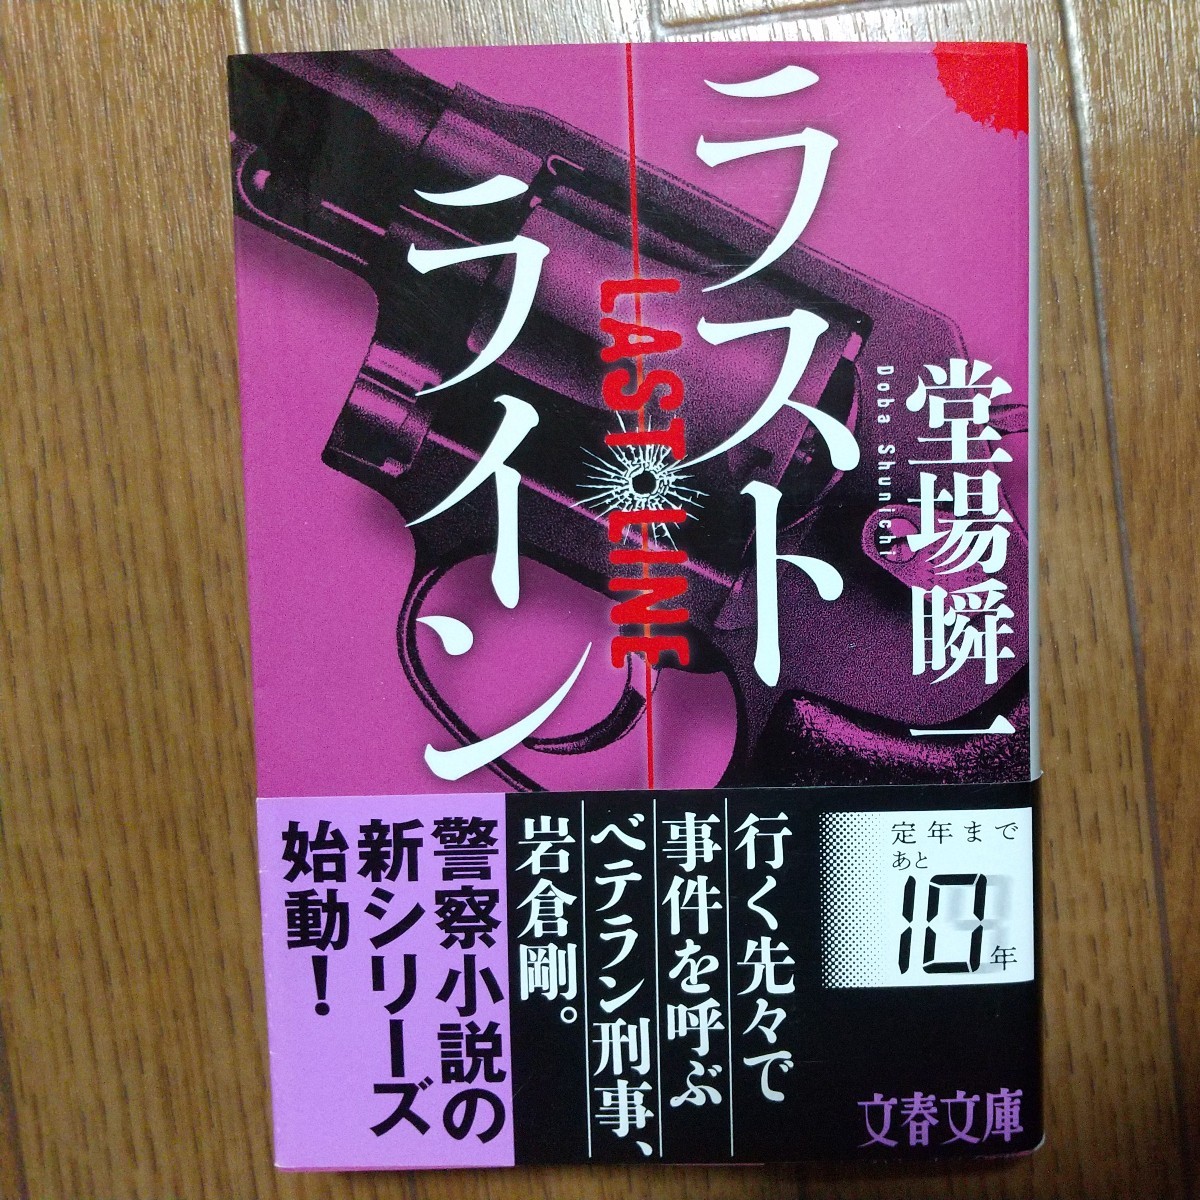 ラスト
ライン
LAST LINE
堂場瞬一
Doba Shunichi
定年まで
あと
10年
行く先々で
事件を呼ぶ
ベテラン刑事、
岩倉剛。
警察小説の
新シリーズ
始動！
文春文庫